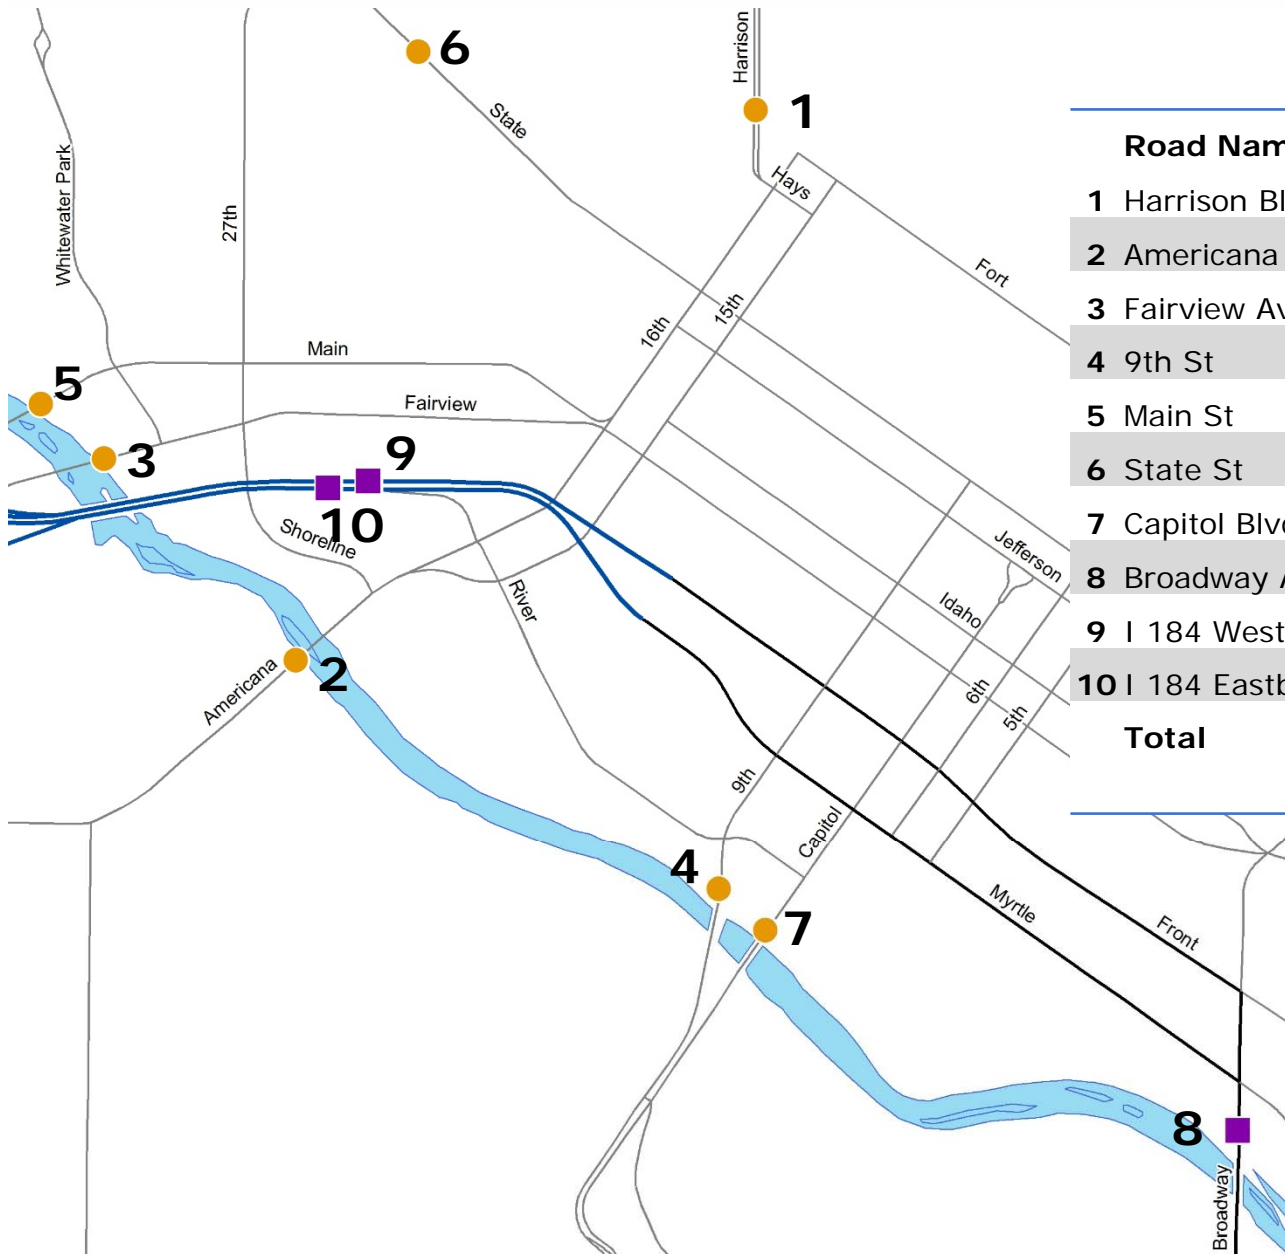 6
Harrison
1
State
Whitewater Park
Hays
27th
Fort
15th
16th
Main
5
Fairview
3
9
10
Shoreline
River
Jefferson
Idaho
Americana
2
6th
5th
9th
Capitol
4
7
Myrtle
Front
8
Broadway
Road Nam
1 Harrison Bl
2 Americana
3 Fairview Av
4 9th St
5 Main St
6 State St
7 Capitol Blv
8 Broadway A
9 I 184 West
10 I 184 Eastb
Total